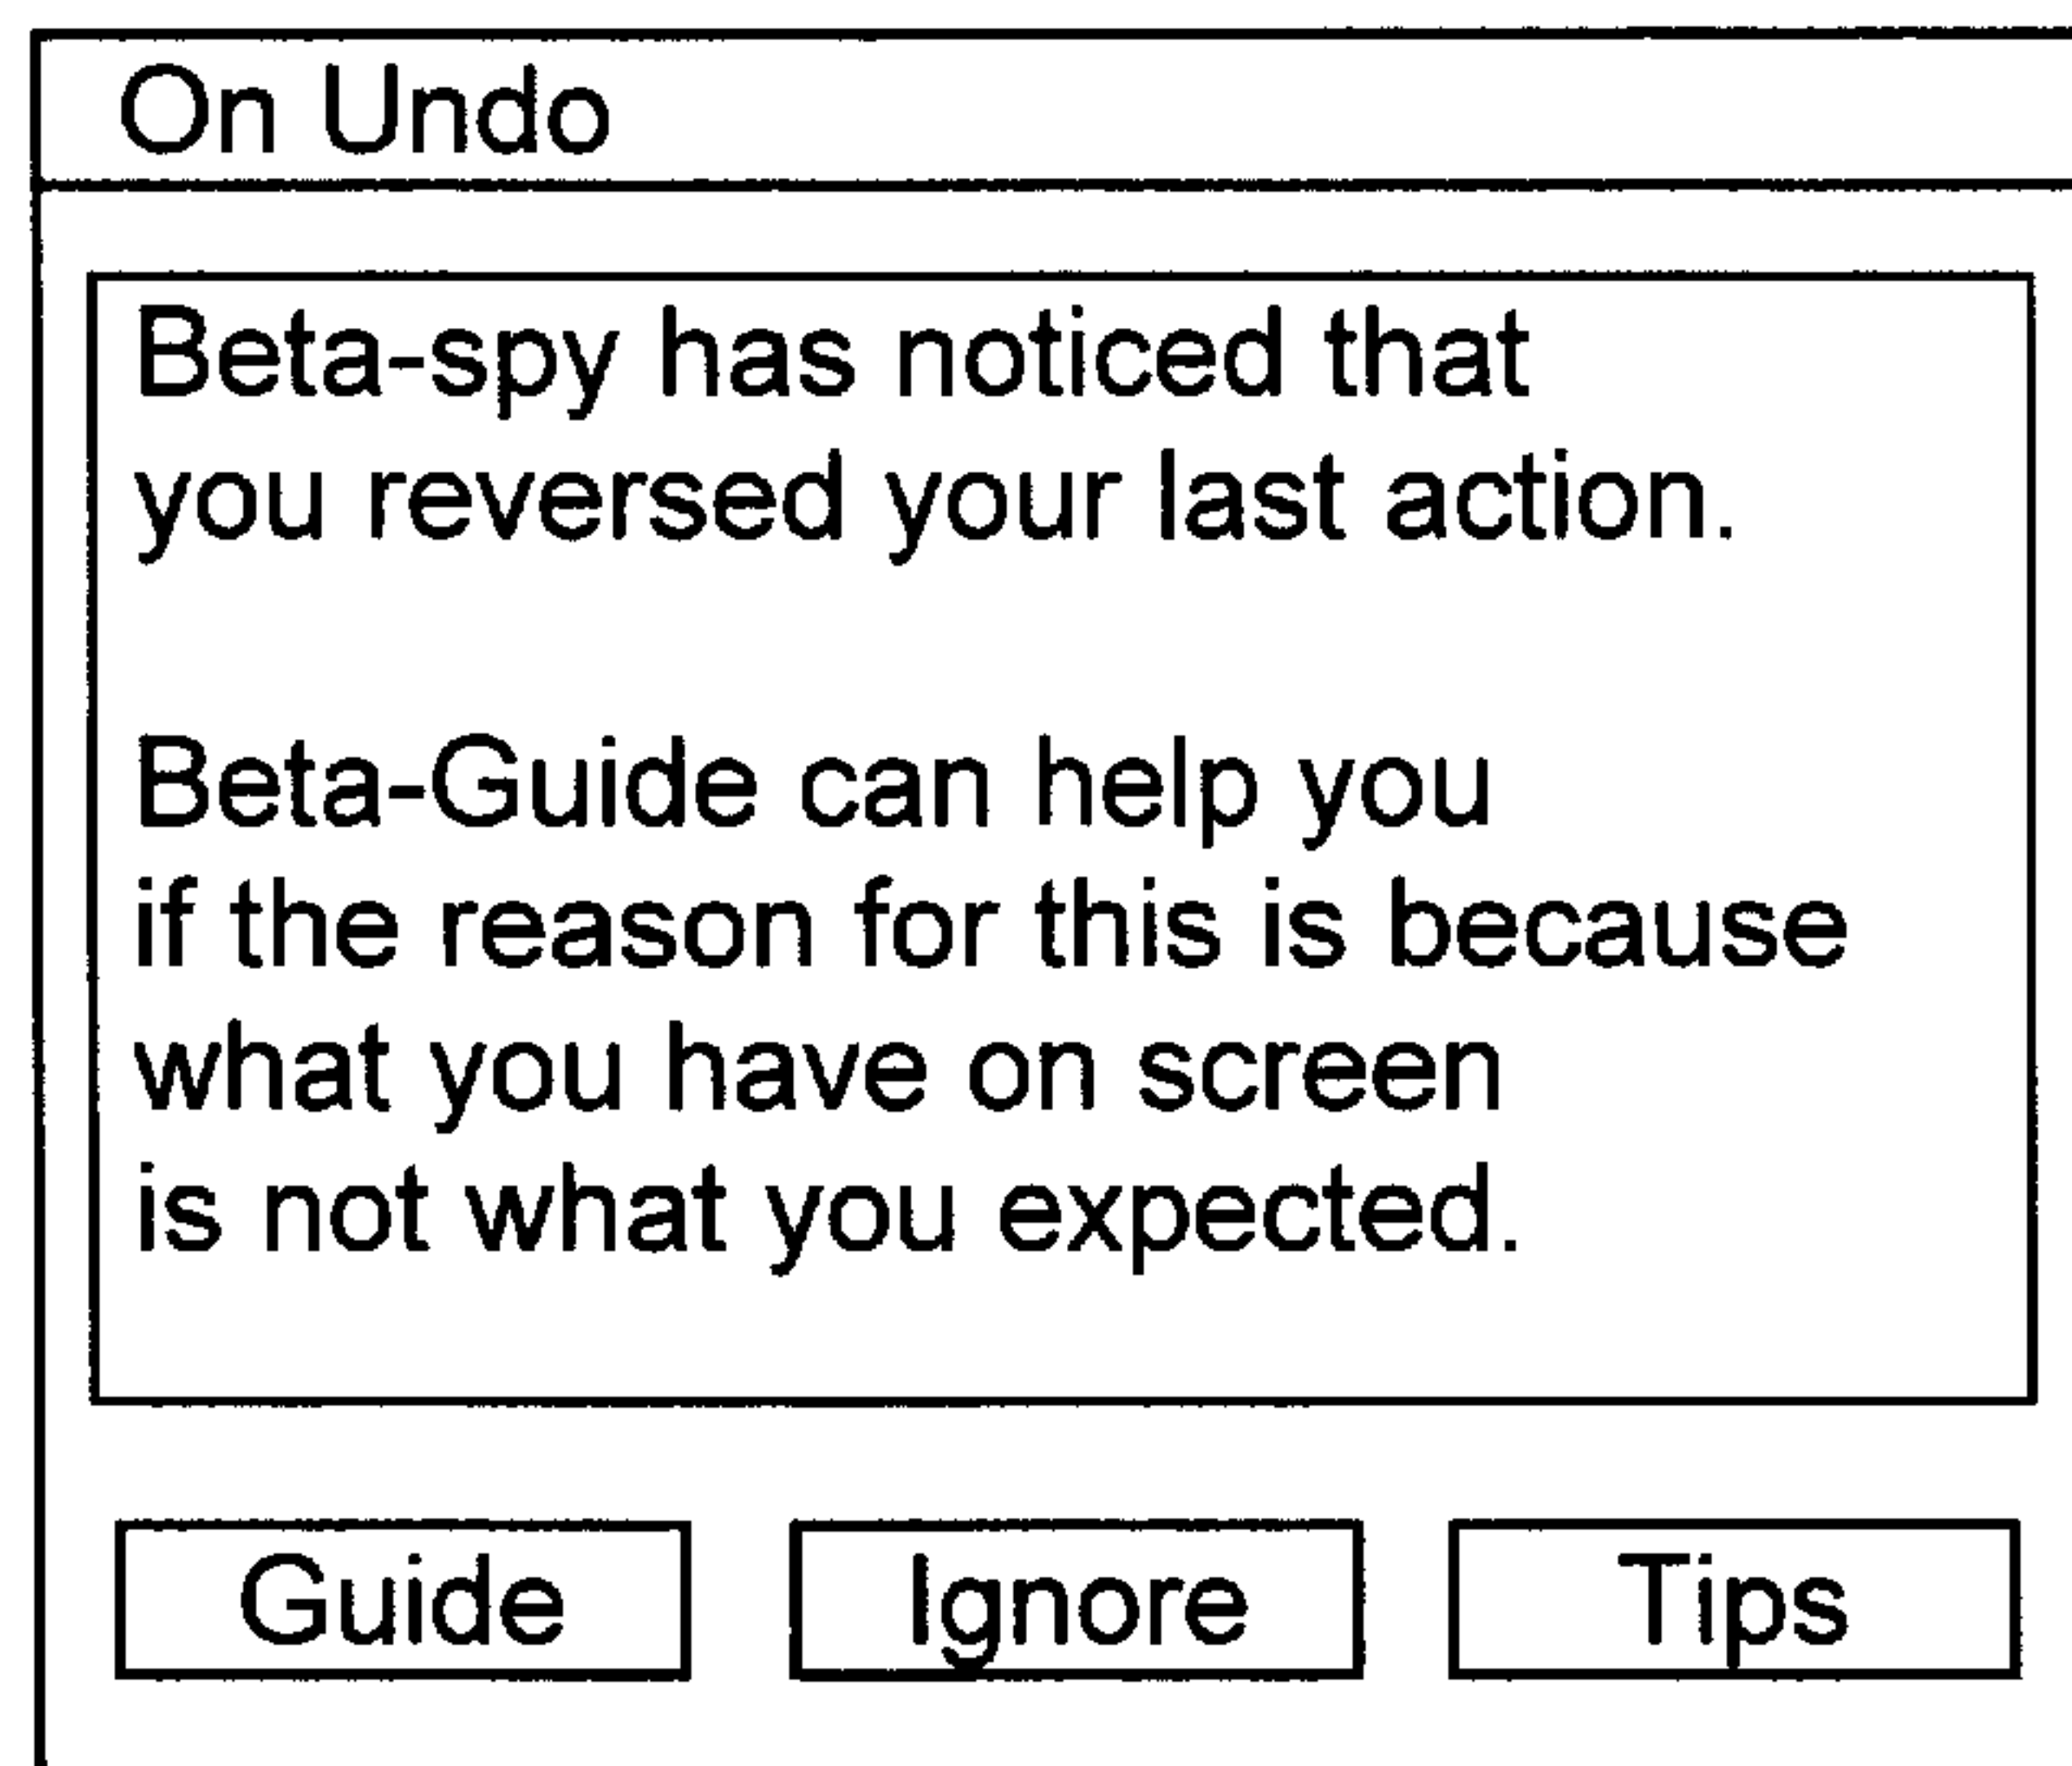 On Undo
Beta-spy has noticed that
you reversed your last action.
Beta-Guide can help you
if the reason for this is because
what you have on screen
is not what you expected.
Guide Ignore Tips